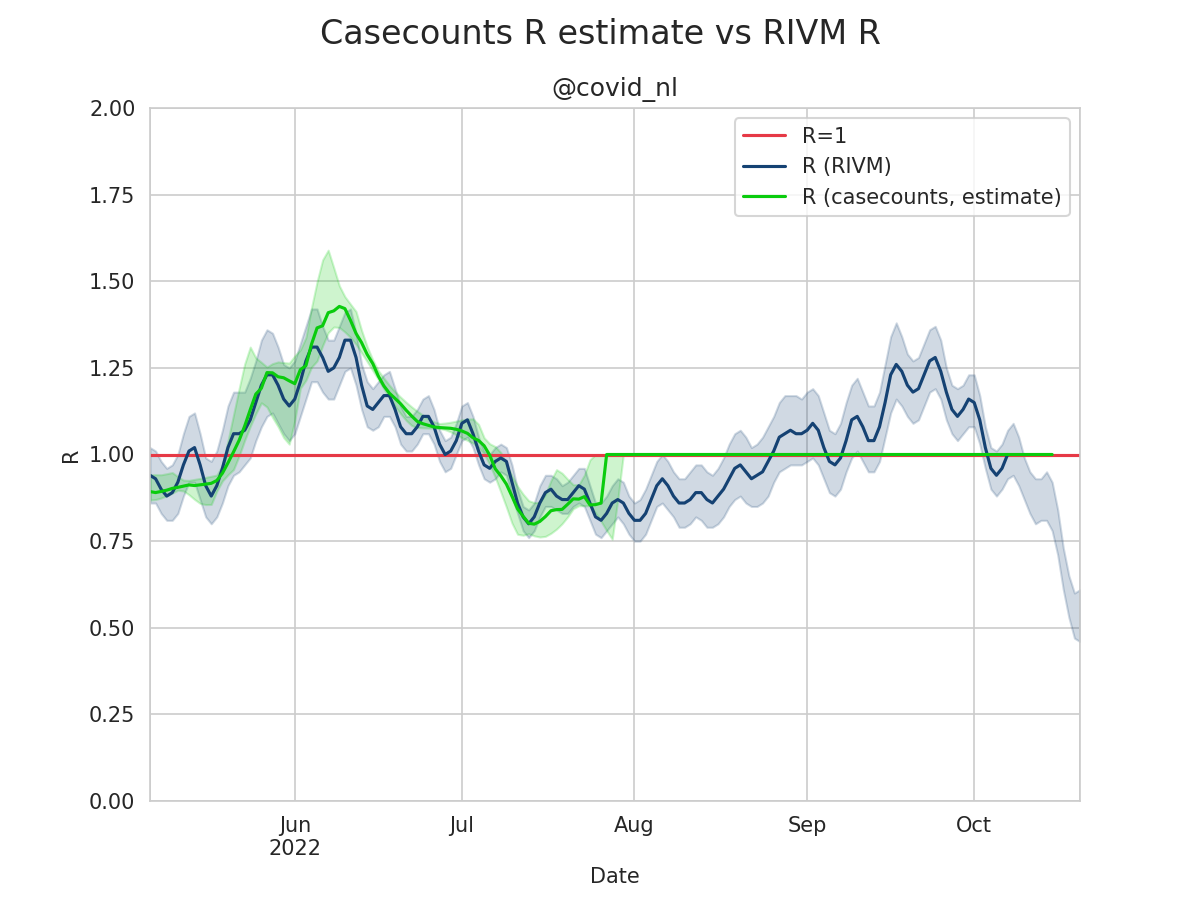 Casecounts R estimate vs RIVM R
@covid_nl
2.00
1.75
1.50
1.25
1.00
0.75
0.50
0.25
0.00
R
R=1
R (RIVM)
R (casecounts, estimate)
Jun
2022
Jul
Aug
Sep
Oct
Date